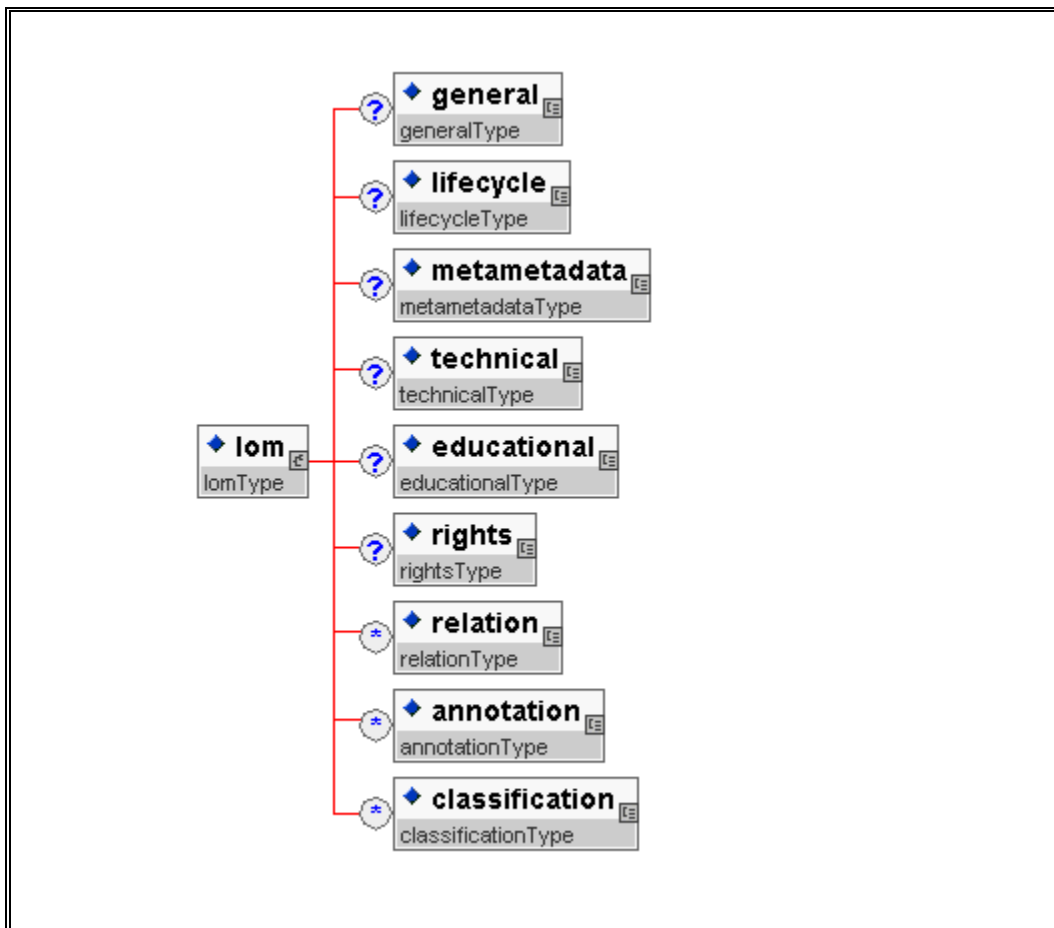 ?
general
generalType
?
lifecycle
lifecycleType
?
metametadata
metametadataType
?
technical
technicalType
lom
lomType
?
educational
educationalType
?
rights
rightsType
*
relation
relationType
*
annotation
annotationType
*
classification
classificationType